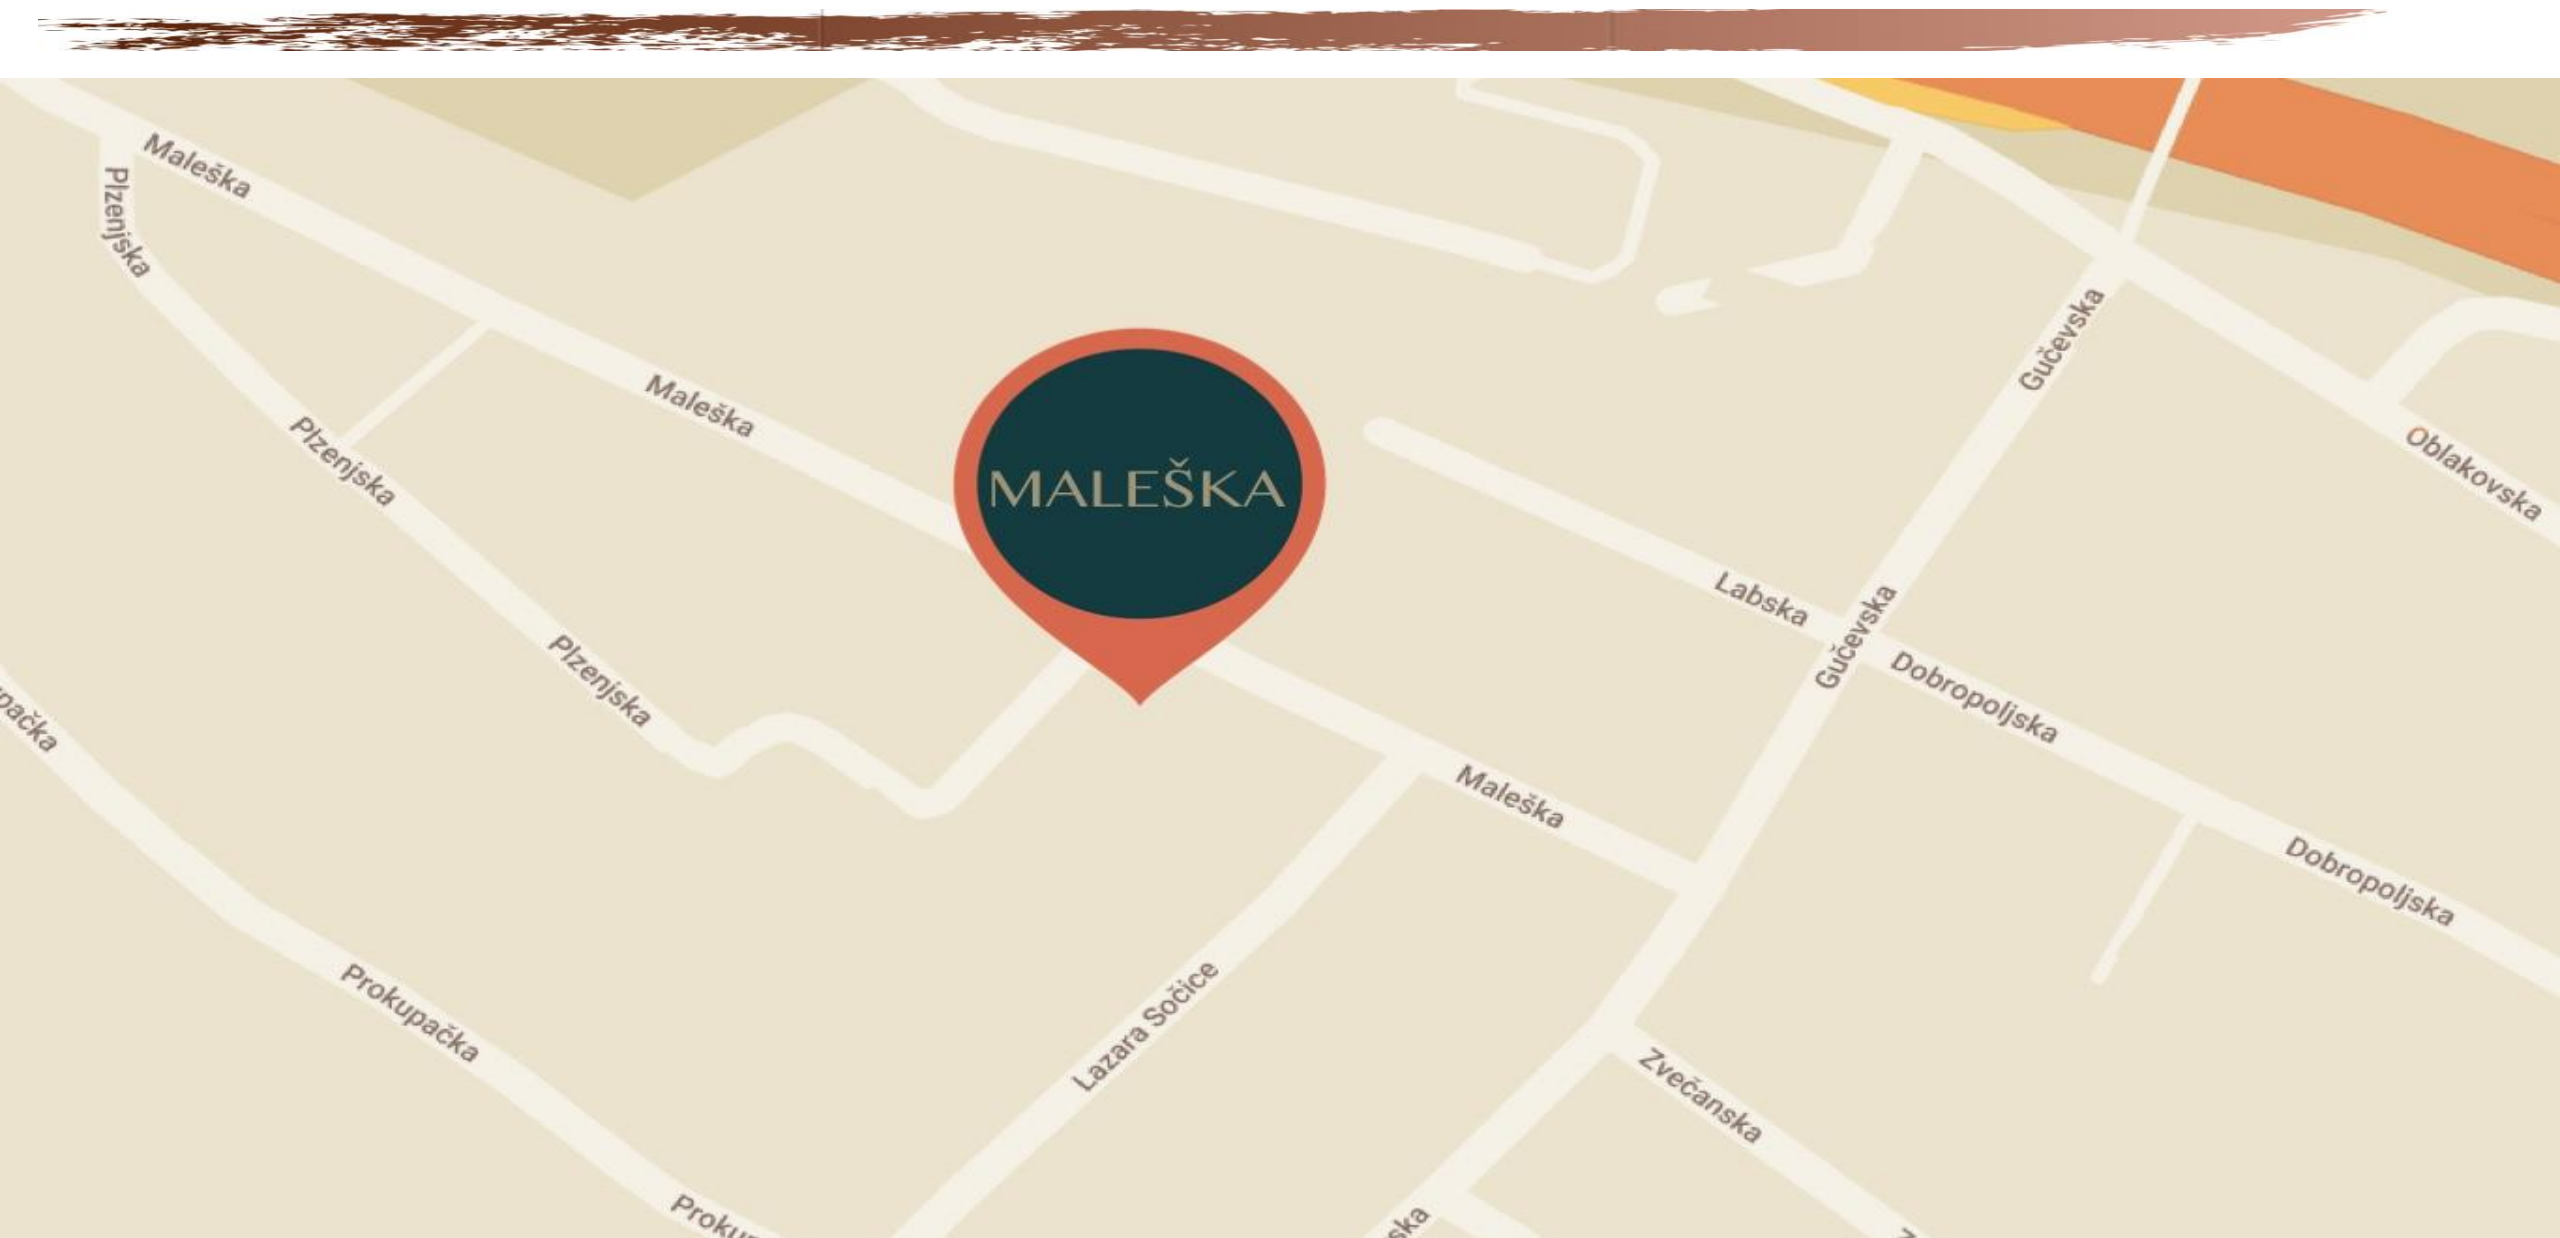 Maleška
Plzenjska
Gučevska
Maleška
Plzenjska
Oblakovska
MALEŠKA
Labska
Gučevska
Plzenjska
Dobropoljska
Maleška
Dobropoljska
Prokupačka
Lazara Sočice
Zvečanska